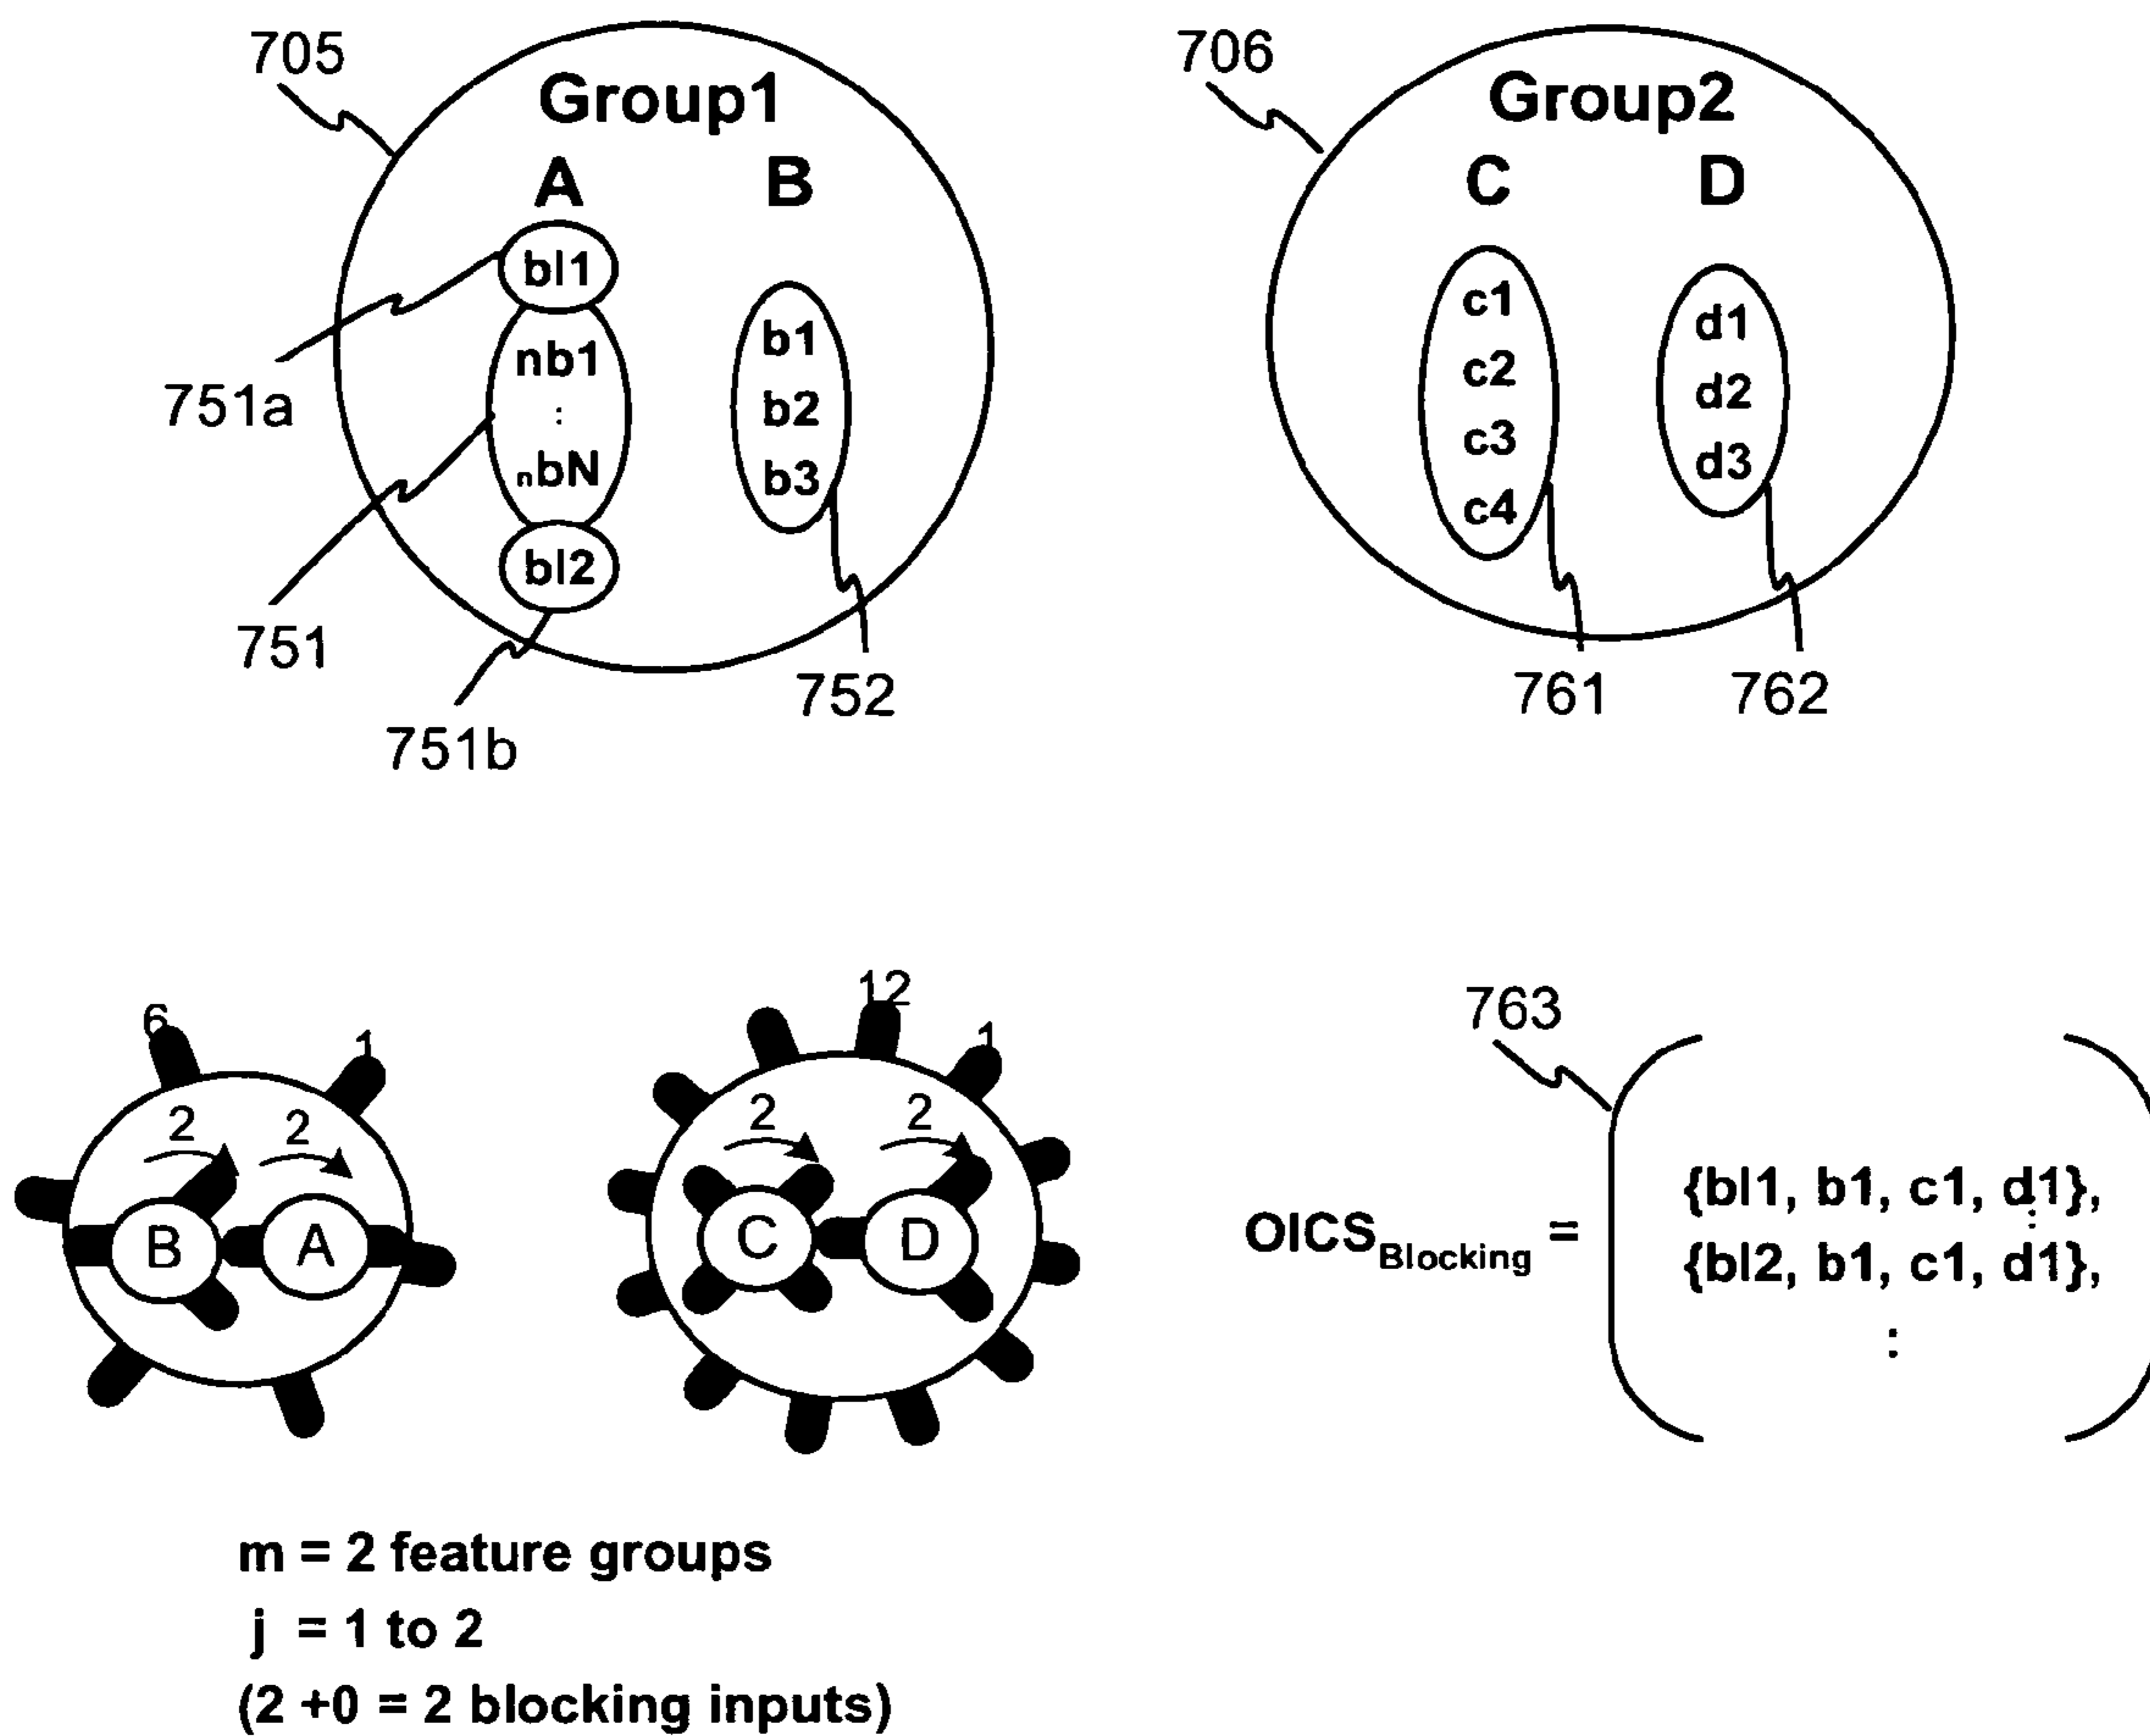 705
Group1
A B
bl1
nb1
:
nbN
bl2
b1
b2
b3
751a
751
751b
752
706
Group2
C D
c1
c2
c3
c4
d1
d2
d3
761
762
6
1
2
2
B
A
12
1
2
2
C
D
763
OICSBlocking =
{bl1, b1, c1, d1},
:
{bl2, b1, c1, d1},
:
m = 2 feature groups
j = 1 to 2
(2 +0 = 2 blocking inputs)